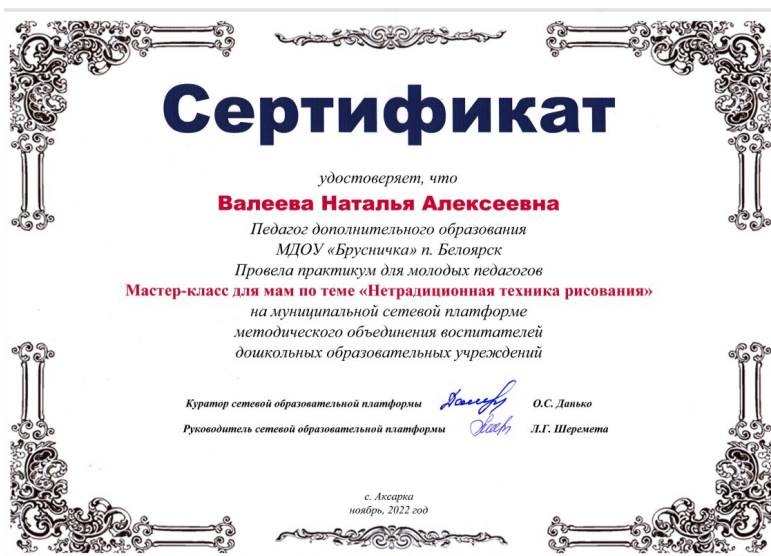 Сертификат
удостоверяет, что
Валеева Наталья Алексеевна
Педагог дополнительного образования
МДОУ «Брусничка» п. Белоярск
Провела практикум для молодых педагогов
Мастер-класс для мам по теме «Нетрадиционная техника рисования»
на муниципальной сетевой платформе
методического объединения воспитателей
дошкольных образовательных учреждений
Куратор сетевой образовательной платформы О.С. Данько
Руководитель сетевой образовательной платформы Л.Г. Шеремета
с. Аксарка
ноябрь, 2022 год